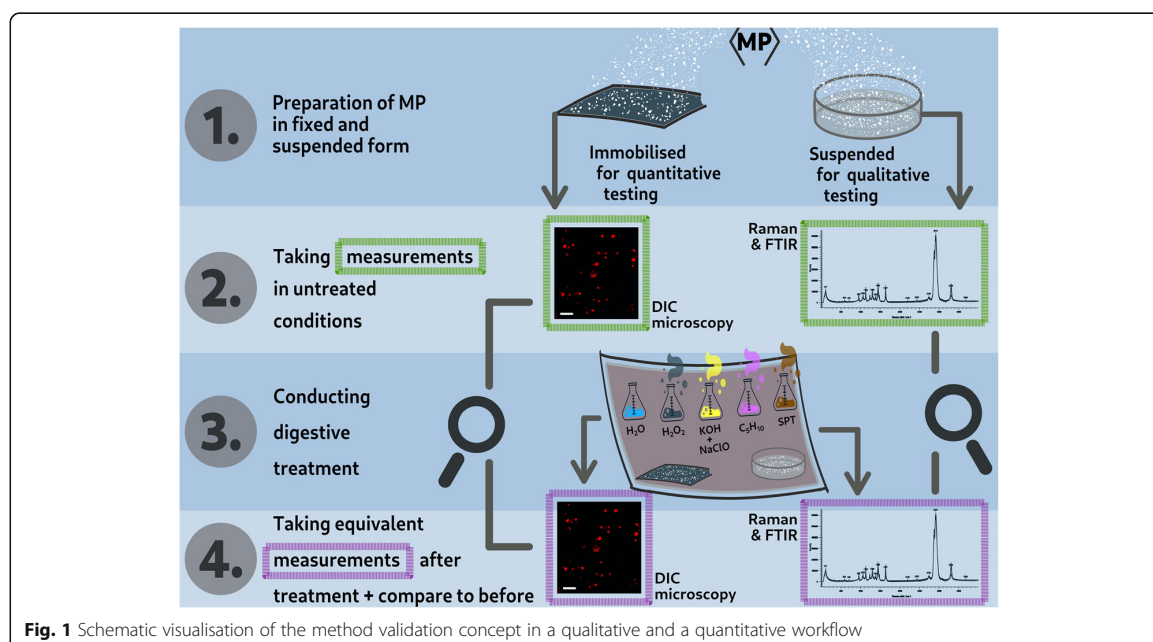 ⟨MP⟩
1.
Preparation of MP
in fixed and
suspended form
Immobilised
for quantitative
testing
Suspended
for qualitative
testing
2.
Taking measurements
in untreated
conditions
DIC
microscopy
Raman
& FTIR
3.
Conducting
digestive
treatment
H₂O
H₂O₂
KOH
+
NaClO
C₅H₁₀
SPT
4.
Taking equivalent
measurements after
treatment + compare to before
DIC
microscopy
Raman
& FTIR
Fig. 1 Schematic visualisation of the method validation concept in a qualitative and a quantitative workflow